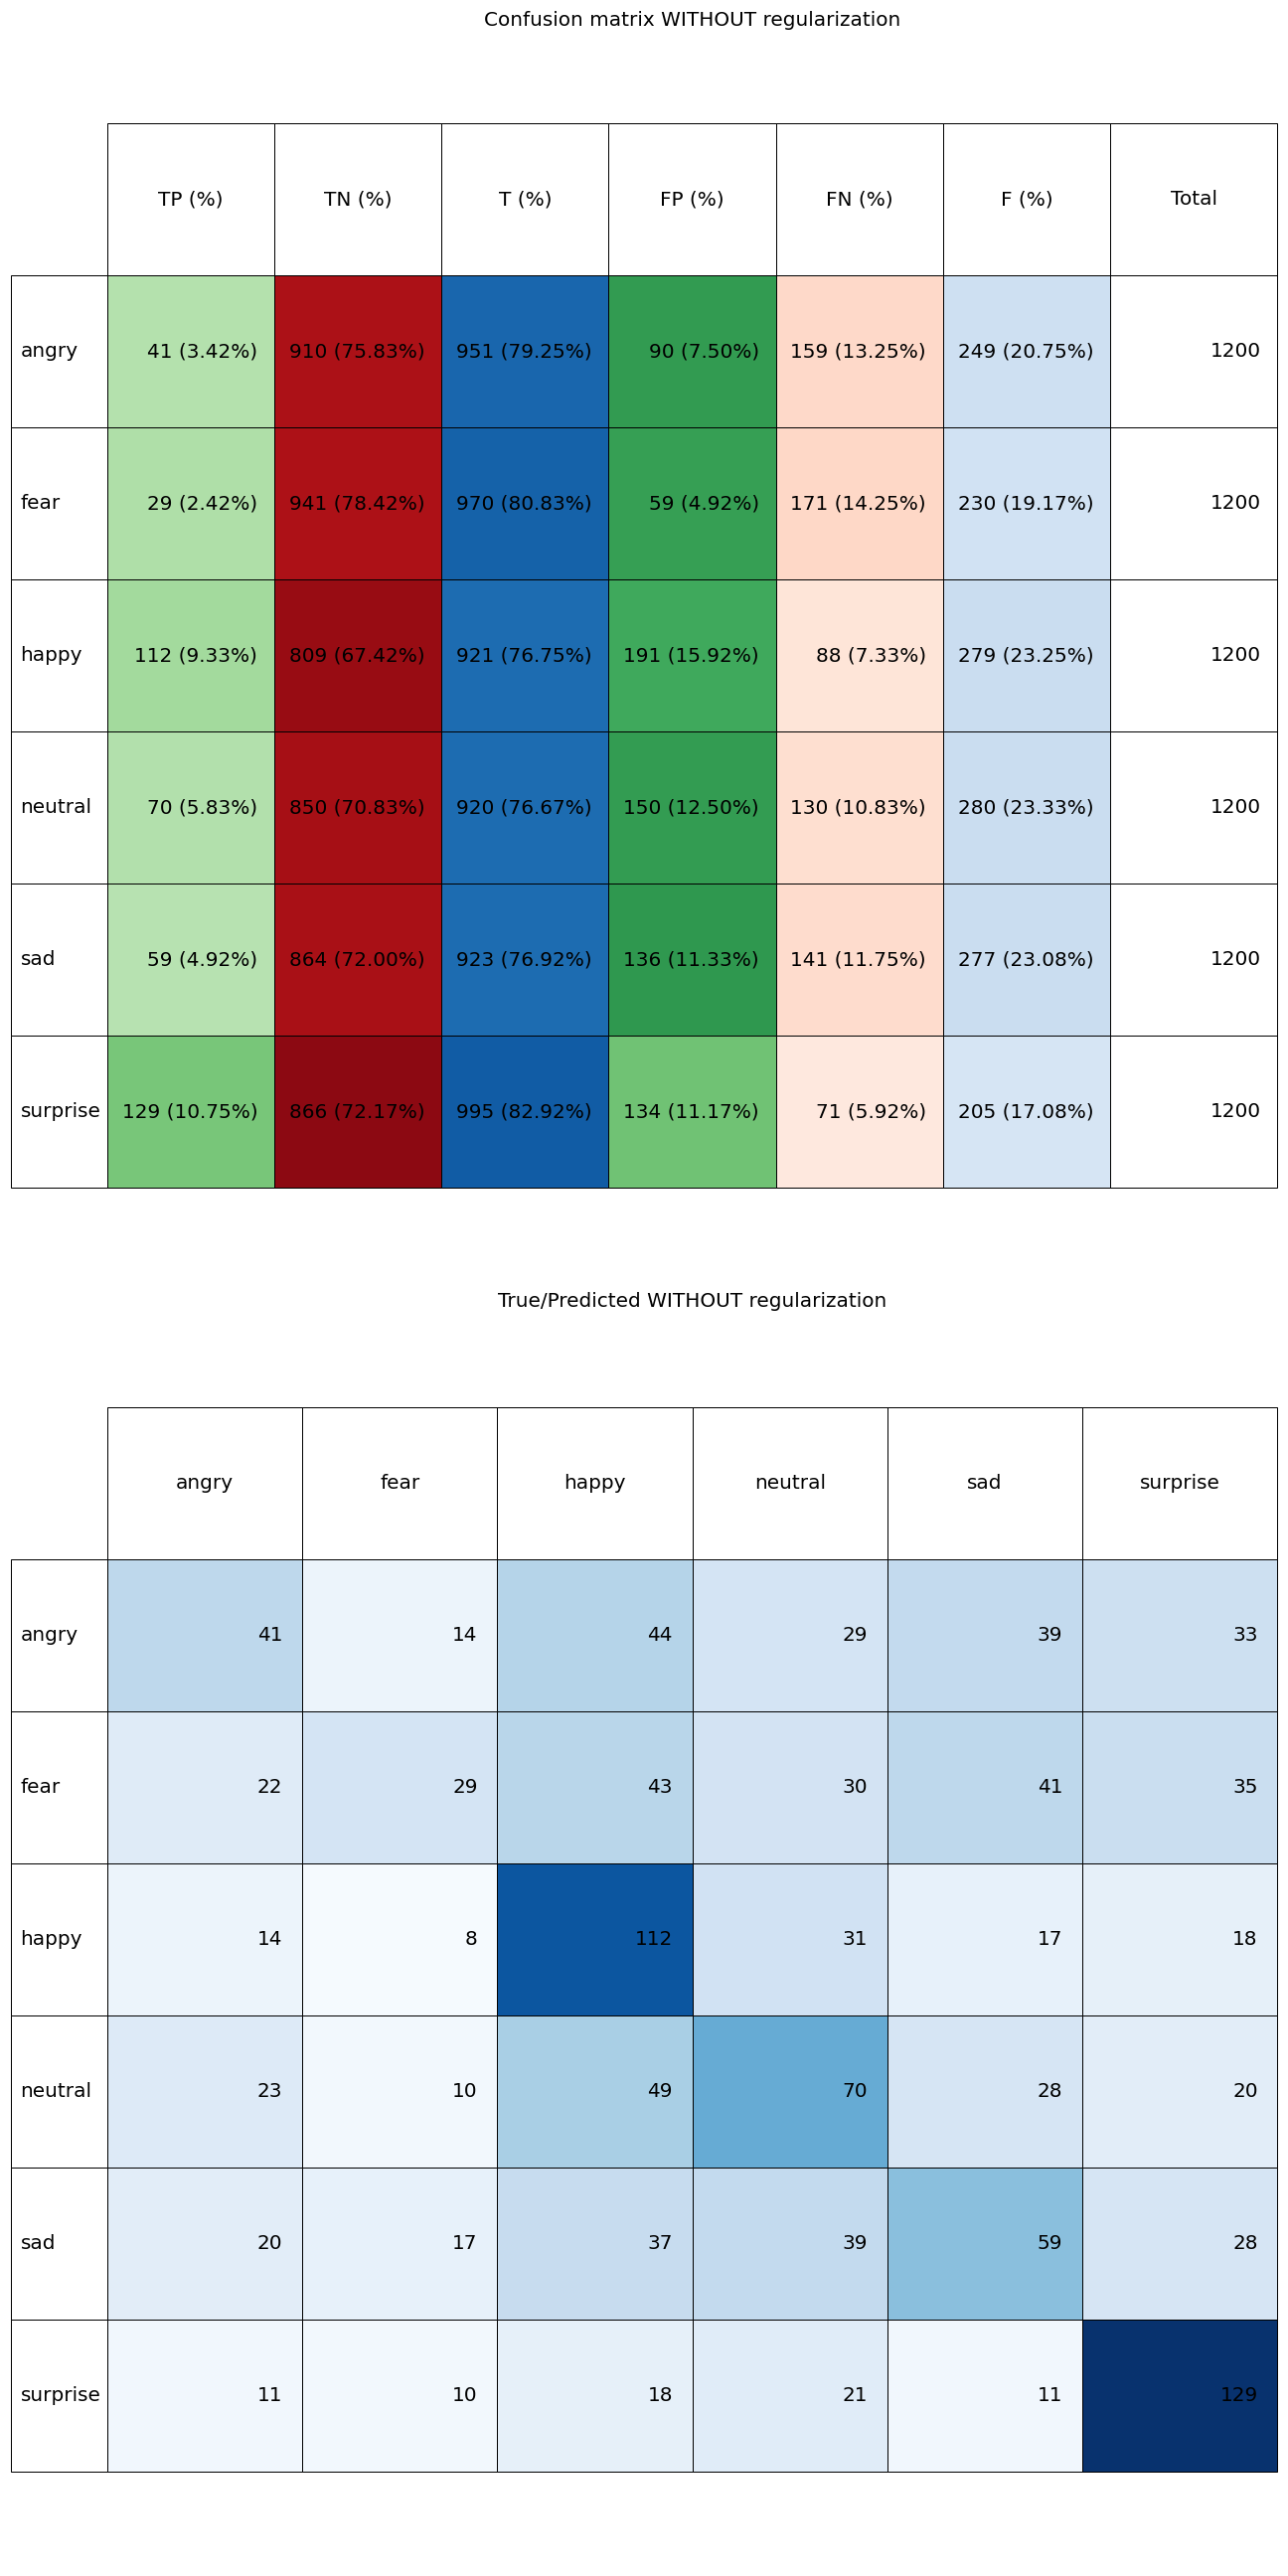 Confusion matrix WITHOUT regularization
TP (%) TN (%) T (%) FP (%) FN (%) F (%) Total
angry 41 (3.42%) 910 (75.83%) 951 (79.25%) 90 (7.50%) 159 (13.25%) 249 (20.75%) 1200
fear 29 (2.42%) 941 (78.42%) 970 (80.83%) 59 (4.92%) 171 (14.25%) 230 (19.17%) 1200
happy 112 (9.33%) 809 (67.42%) 921 (76.75%) 191 (15.92%) 88 (7.33%) 279 (23.25%) 1200
neutral 70 (5.83%) 850 (70.83%) 920 (76.67%) 150 (12.50%) 130 (10.83%) 280 (23.33%) 1200
sad 59 (4.92%) 864 (72.00%) 923 (76.92%) 136 (11.33%) 141 (11.75%) 277 (23.08%) 1200
surprise 129 (10.75%) 866 (72.17%) 995 (82.92%) 134 (11.17%) 71 (5.92%) 205 (17.08%) 1200
True/Predicted WITHOUT regularization
angry fear happy neutral sad surprise
angry 41 14 44 29 39 33
fear 22 29 43 30 41 35
happy 14 8 112 31 17 18
neutral 23 10 49 70 28 20
sad 20 17 37 39 59 28
surprise 11 10 18 21 11 129